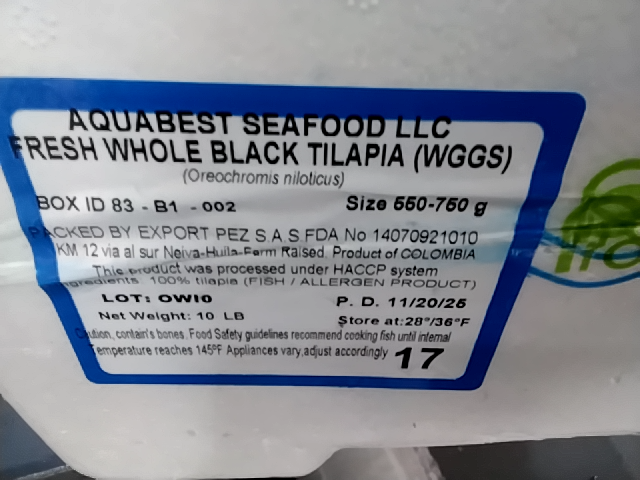 AQUABEST SEAFOOD LLC
FRESH WHOLE BLACK TILAPIA (WGGS)
(Oreochromis niloticus)
BOX ID 83 - B1 - 002 Size 550-750 g
PACKED BY EXPORT PEZ S.A.S.FDA No 14070921010
KM 12 via al sur Neiva-Huila-Farm Raised. Product of COLOMBIA
This product was processed under HACCP system
Ingredients: 100% tilapia (FISH / ALLERGEN PRODUCT)
LOT: OWI0 P. D. 11/20/25
Net Weight: 10 LB Store at:28°/36°F
Caution, contain's bones .Food Safety guidelines recommend cooking fish until internal
Temperature reaches 145ºF Appliances vary,adjust accordingly 17